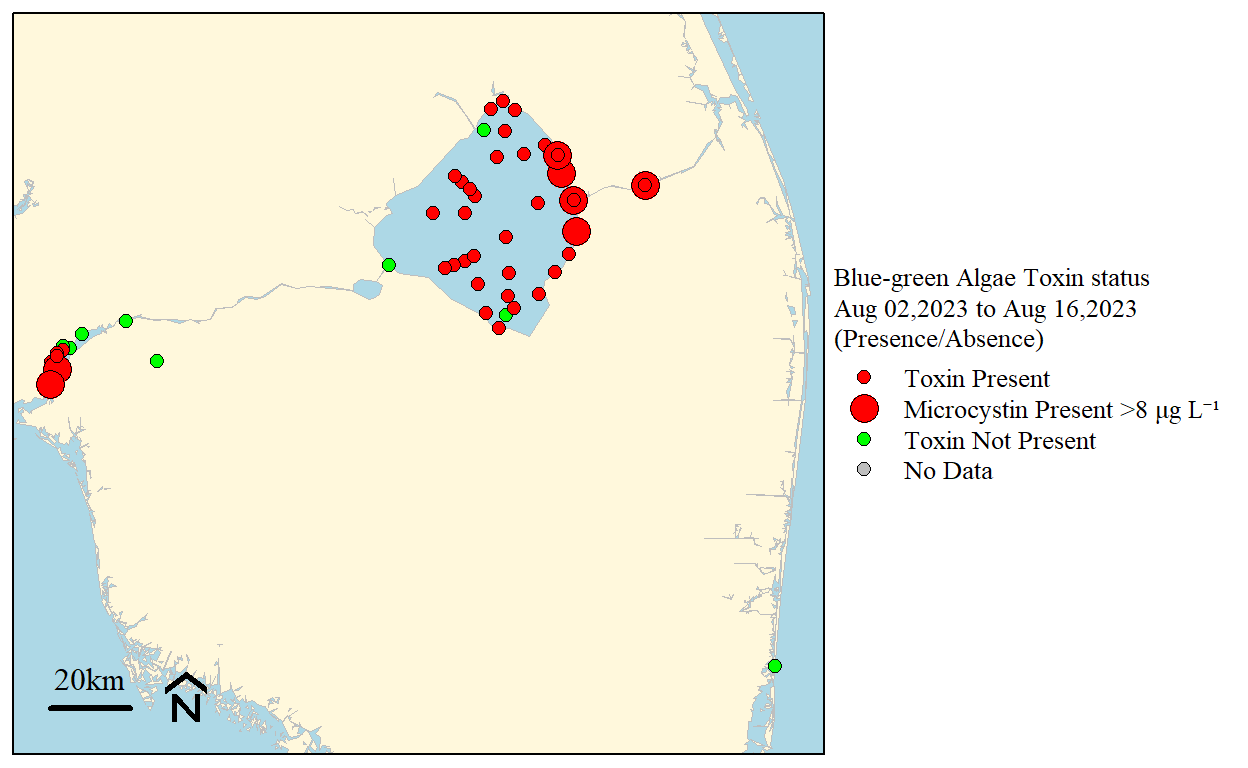 Blue-green Algae Toxin status
Aug 02,2023 to Aug 16,2023
(Presence/Absence)
Toxin Present
Microcystin Present >8 μg L⁻¹
Toxin Not Present
No Data
20km
N